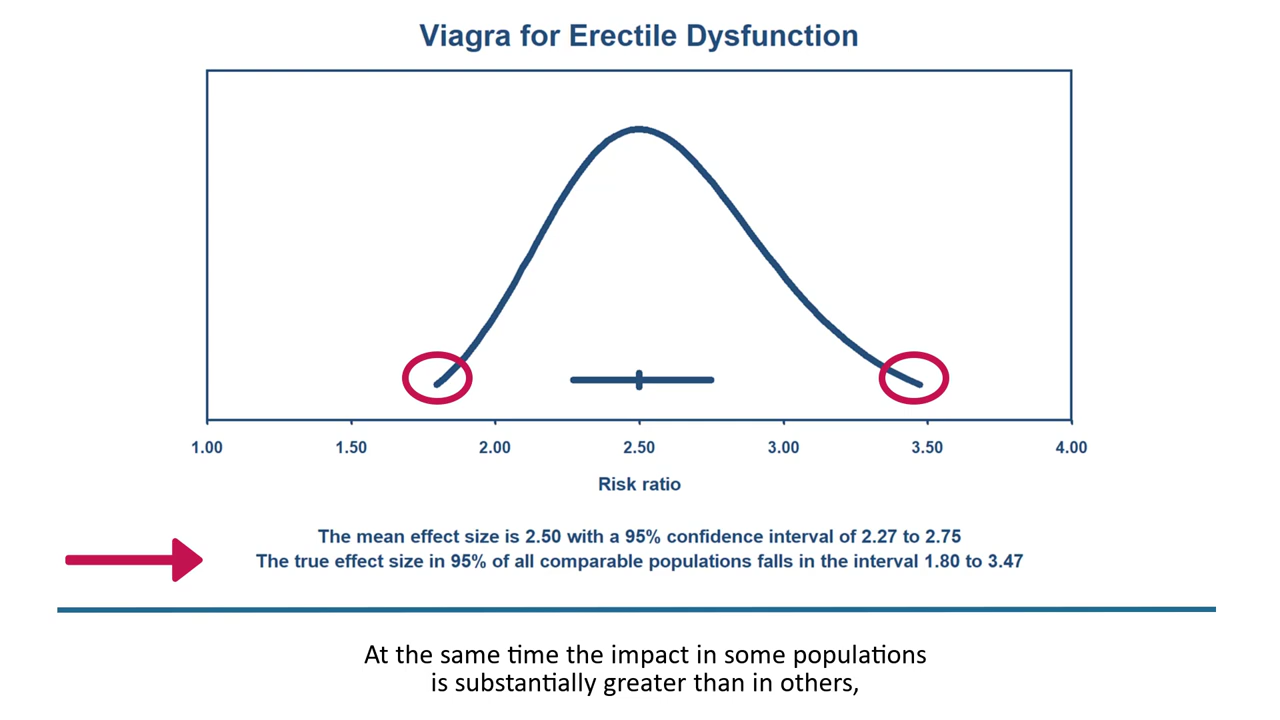 Viagra for Erectile Dysfunction
1.00 1.50 2.00 2.50 3.00 3.50 4.00
Risk ratio
The mean effect size is 2.50 with a 95% confidence interval of 2.27 to 2.75
The true effect size in 95% of all comparable populations falls in the interval 1.80 to 3.47
At the same time the impact in some populations
is substantially greater than in others,